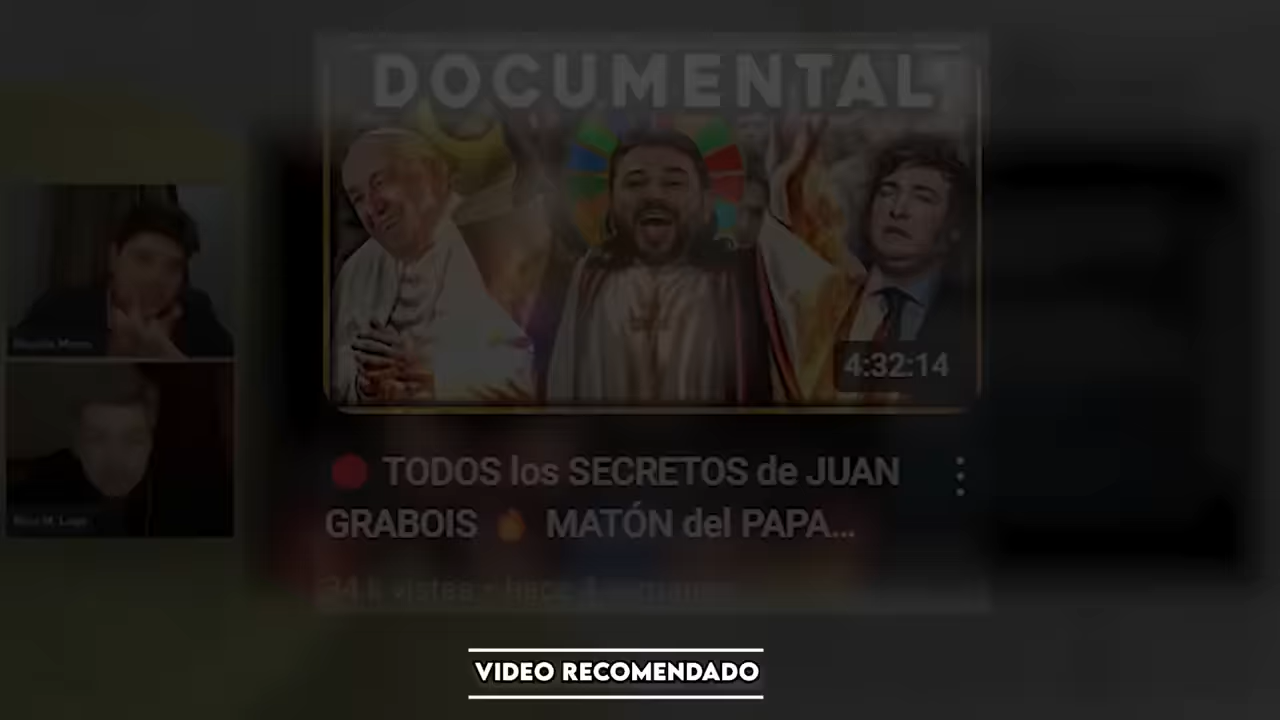 DOCUMENTAL
4:32:14
TODOS los SECRETOS de JUAN
GRABOIS MATÓN del PAPA...
VIDEO RECOMENDADO